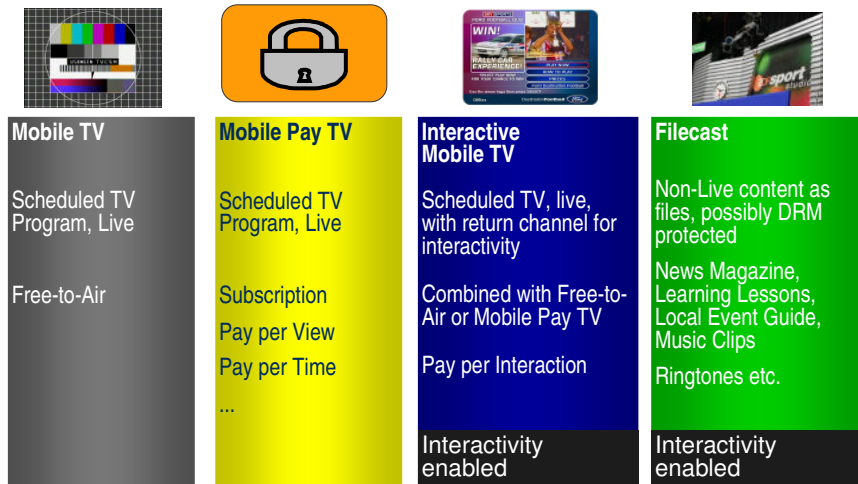 WIN!
RALLY CAR
EXPERIENCE!
PLAY NOW
HOW TO PLAY
PRIZES
Ford
sport
studio
Mobile TV
Scheduled TV
Program, Live
Free-to-Air
Mobile Pay TV
Scheduled TV
Program, Live
Subscription
Pay per View
Pay per Time
...
Interactive
Mobile TV
Scheduled TV, live,
with return channel for
interactivity
Combined with Free-to-
Air or Mobile Pay TV
Pay per Interaction
Interactivity
enabled
Filecast
Non-Live content as
files, possibly DRM
protected
News Magazine,
Learning Lessons,
Local Event Guide,
Music Clips
Ringtones etc.
Interactivity
enabled